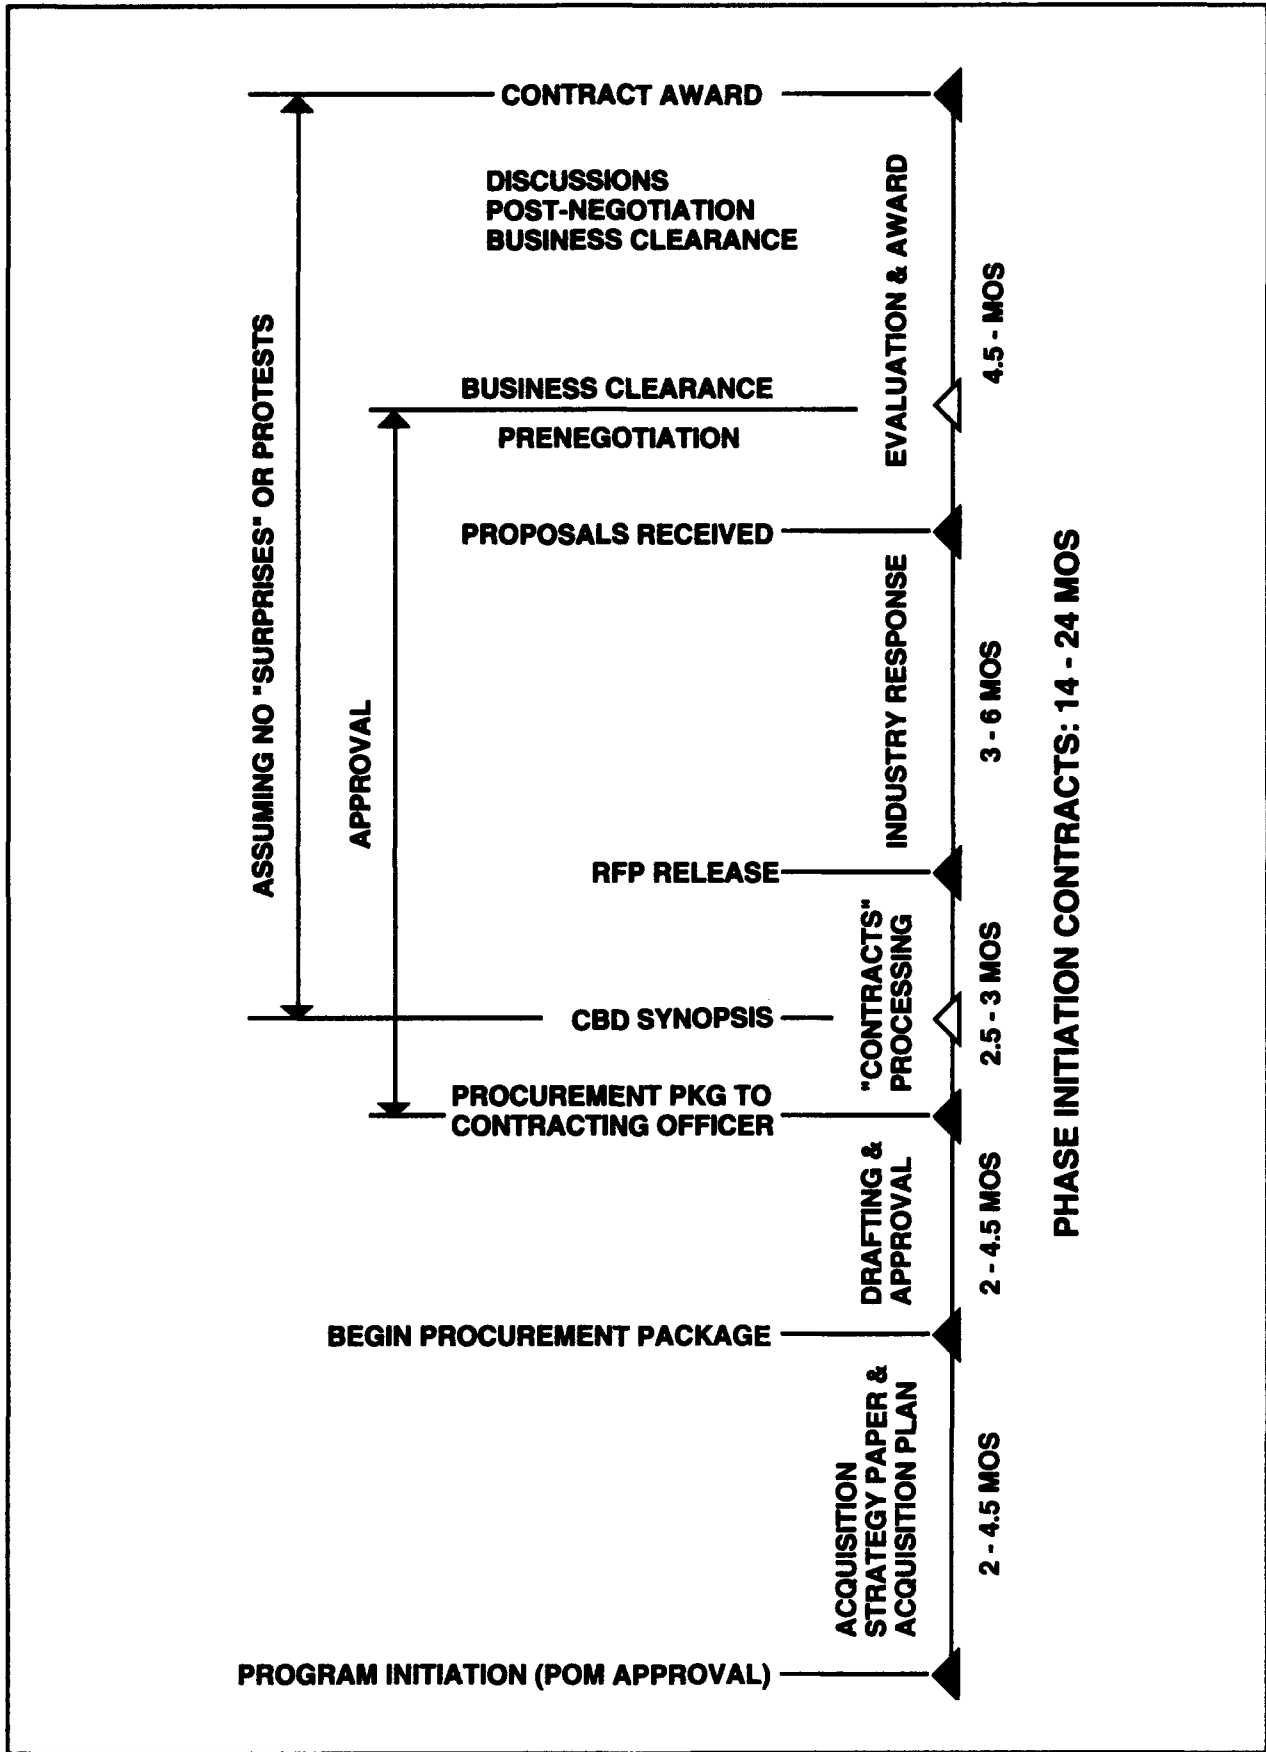 CONTRACT AWARD
DISCUSSIONS
POST-NEGOTIATION
BUSINESS CLEARANCE
ASSUMING NO "SURPRISES" OR PROTESTS
EVALUATION & AWARD
4.5 - MOS
BUSINESS CLEARANCE
PRENEGOTIATION
PROPOSALS RECEIVED
APPROVAL
INDUSTRY RESPONSE
3 - 6 MOS
RFP RELEASE
"CONTRACTS"
PROCESSING
2.5 - 3 MOS
CBD SYNOPSIS
PROCUREMENT PKG TO
CONTRACTING OFFICER
DRAFTING &
APPROVAL
2 - 4.5 MOS
BEGIN PROCUREMENT PACKAGE
ACQUISITION
STRATEGY PAPER &
ACQUISITION PLAN
2 - 4.5 MOS
PROGRAM INITIATION (POM APPROVAL)
PHASE INITIATION CONTRACTS: 14 - 24 MOS